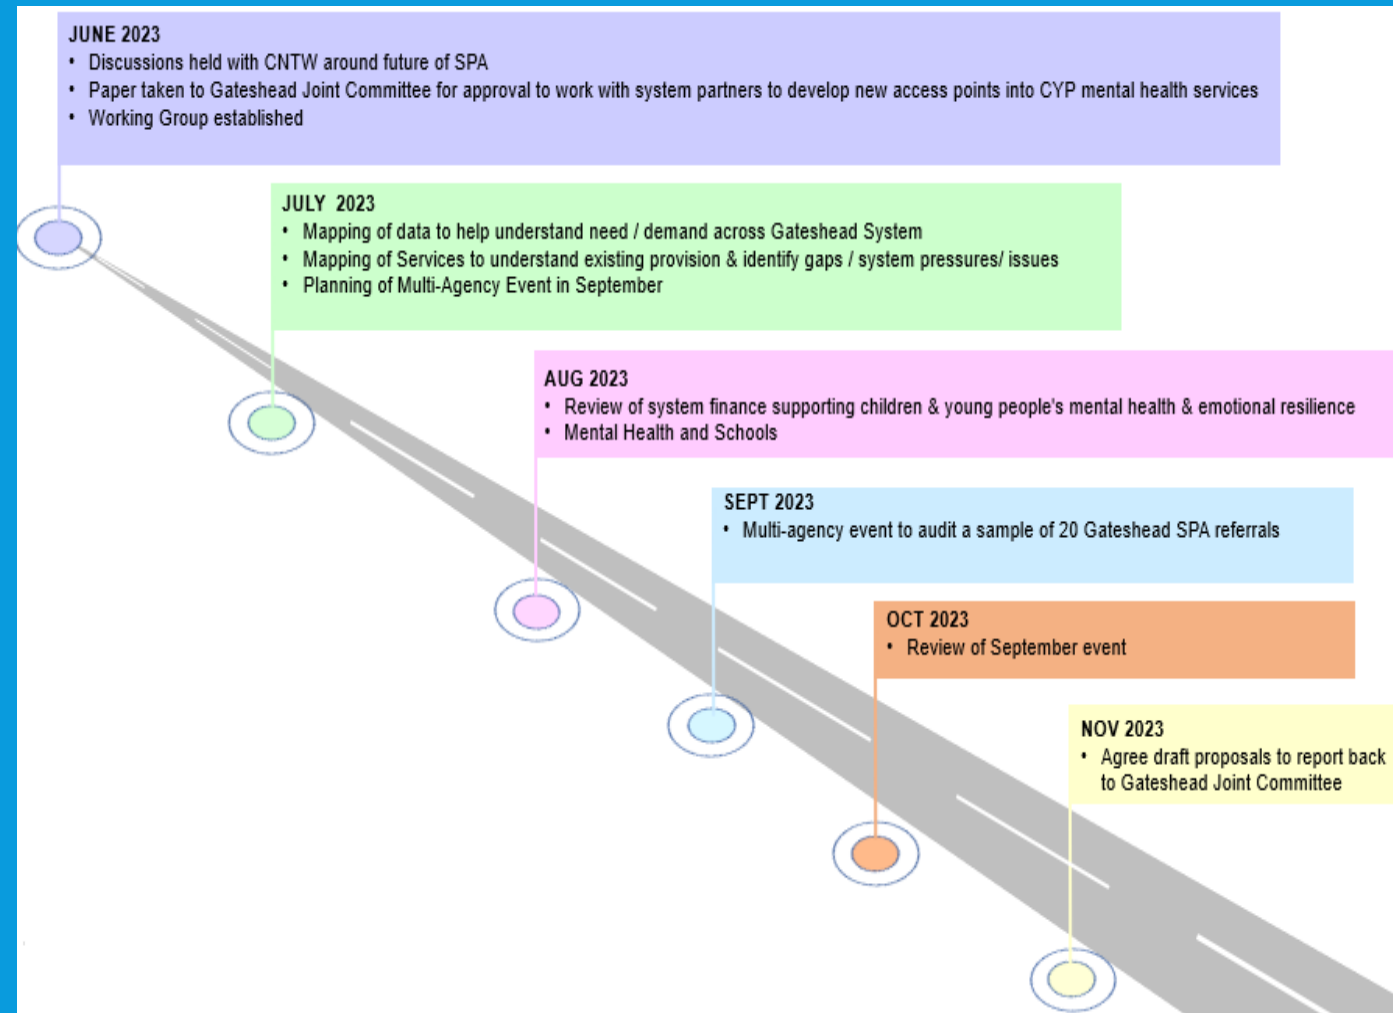 JUNE 2023
• Discussions held with CNTW around future of SPA
• Paper taken to Gateshead Joint Committee for approval to work with system partners to develop new access points into CYP mental health services
• Working Group established
JULY 2023
• Mapping of data to help understand need / demand across Gateshead System
• Mapping of Services to understand existing provision & identify gaps / system pressures/ issues
• Planning of Multi-Agency Event in September
AUG 2023
• Review of system finance supporting children & young people's mental health & emotional resilience
• Mental Health and Schools
SEPT 2023
• Multi-agency event to audit a sample of 20 Gateshead SPA referrals
OCT 2023
• Review of September event
NOV 2023
• Agree draft proposals to report back
to Gateshead Joint Committee